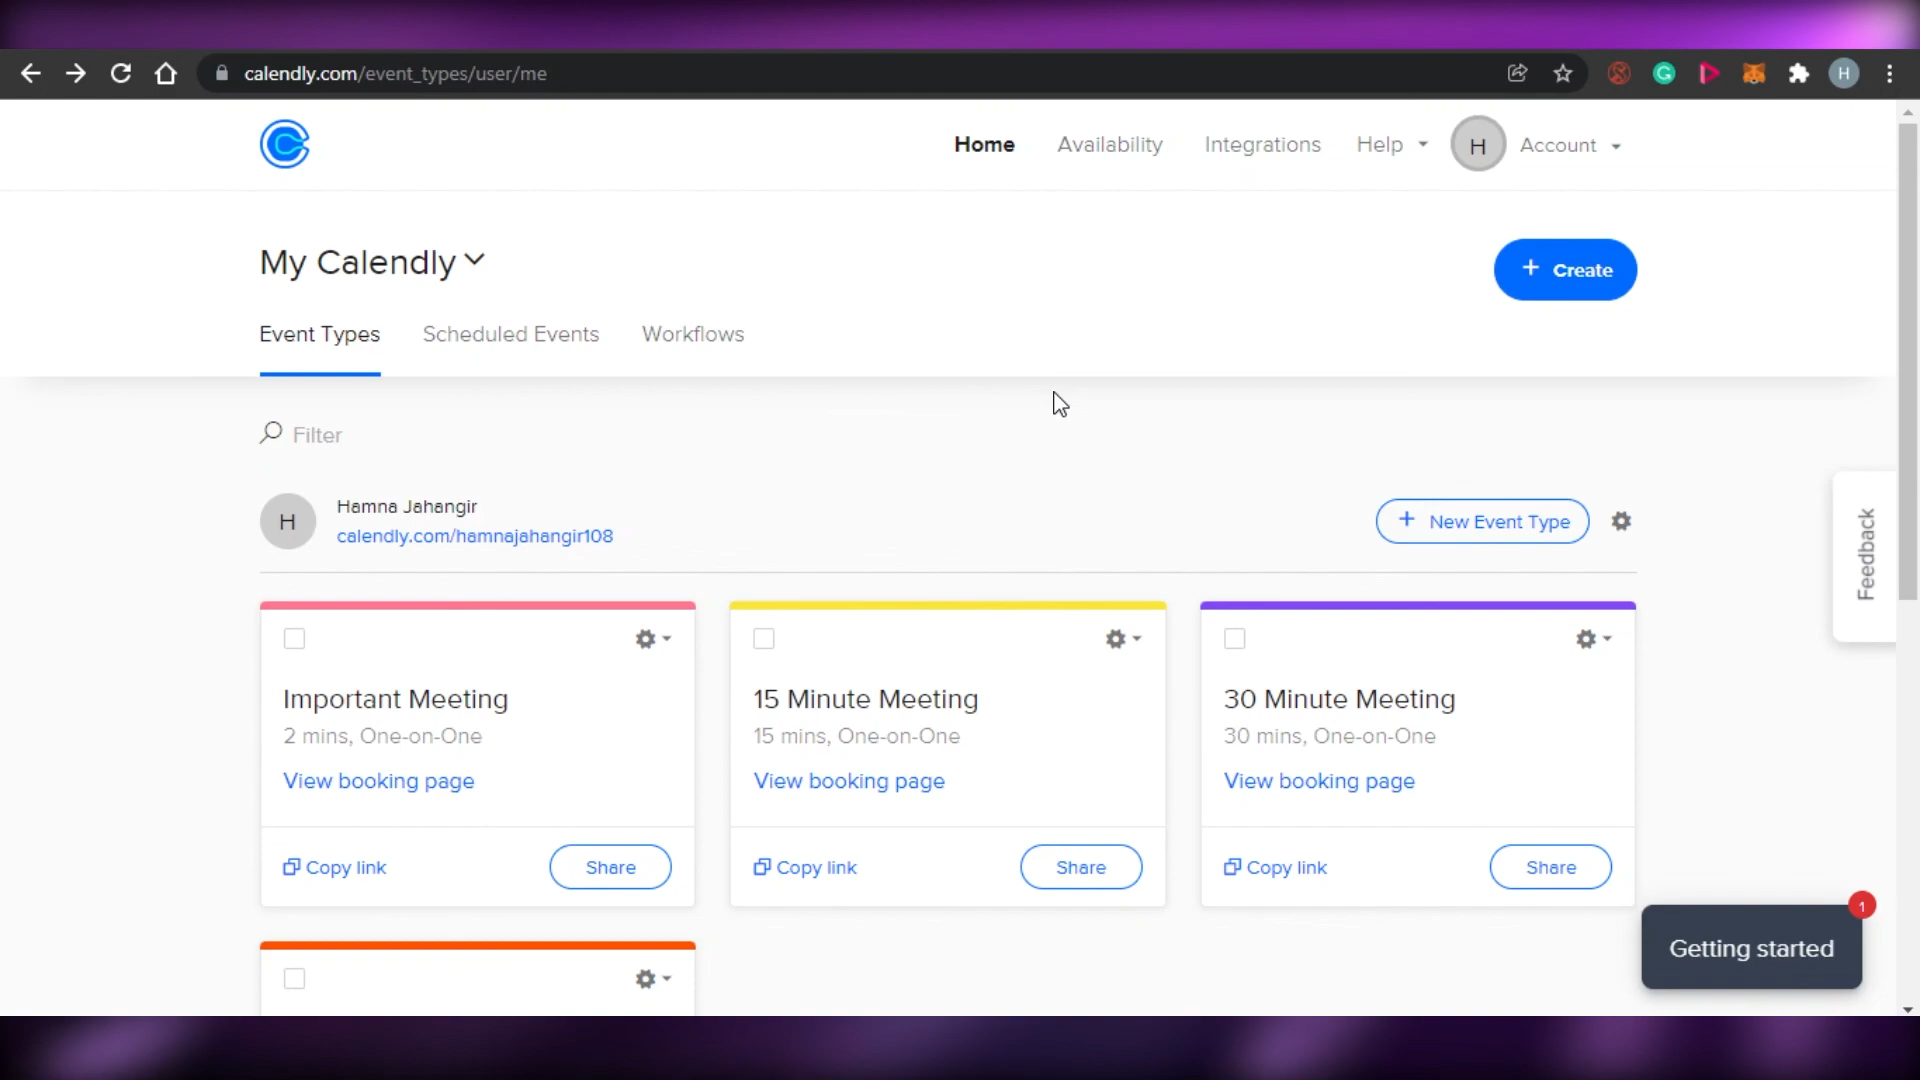 calendly.com/event_types/user/me
H
Home Availability Integrations Help H Account
My Calendly
+ Create
Event Types Scheduled Events Workflows
Filter
H
Hamna Jahangir
calendly.com/hamnajahangir108
+ New Event Type
Feedback
Important Meeting
2 mins, One-on-One
View booking page
Copy link Share
15 Minute Meeting
15 mins, One-on-One
View booking page
Copy link Share
30 Minute Meeting
30 mins, One-on-One
View booking page
Copy link Share
1
Getting started